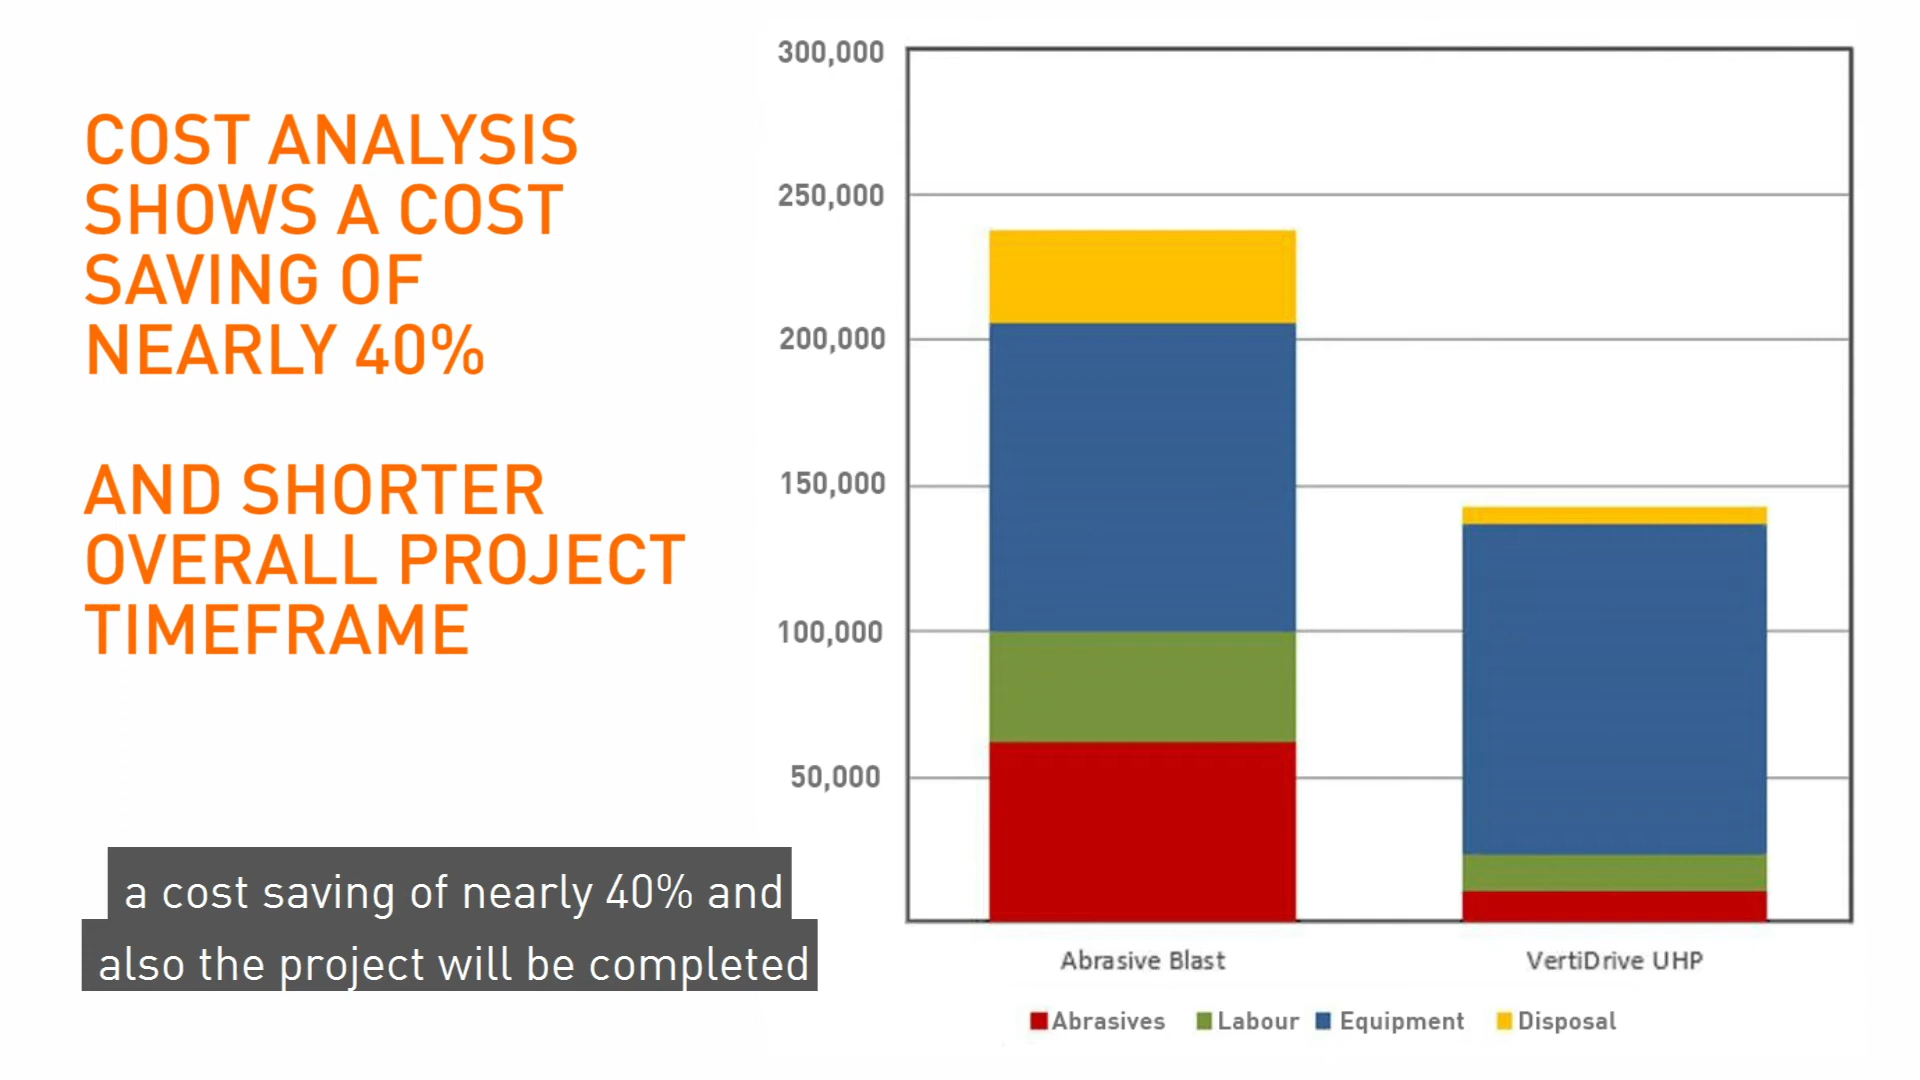 COST ANALYSIS
SHOWS A COST
SAVING OF
NEARLY 40%
AND SHORTER
OVERALL PROJECT
TIMEFRAME
a cost saving of nearly 40% and
also the project will be completed
300,000
250,000
200,000
150,000
100,000
50,000
Abrasive Blast
VertiDrive UHP
Abrasives Labour Equipment Disposal